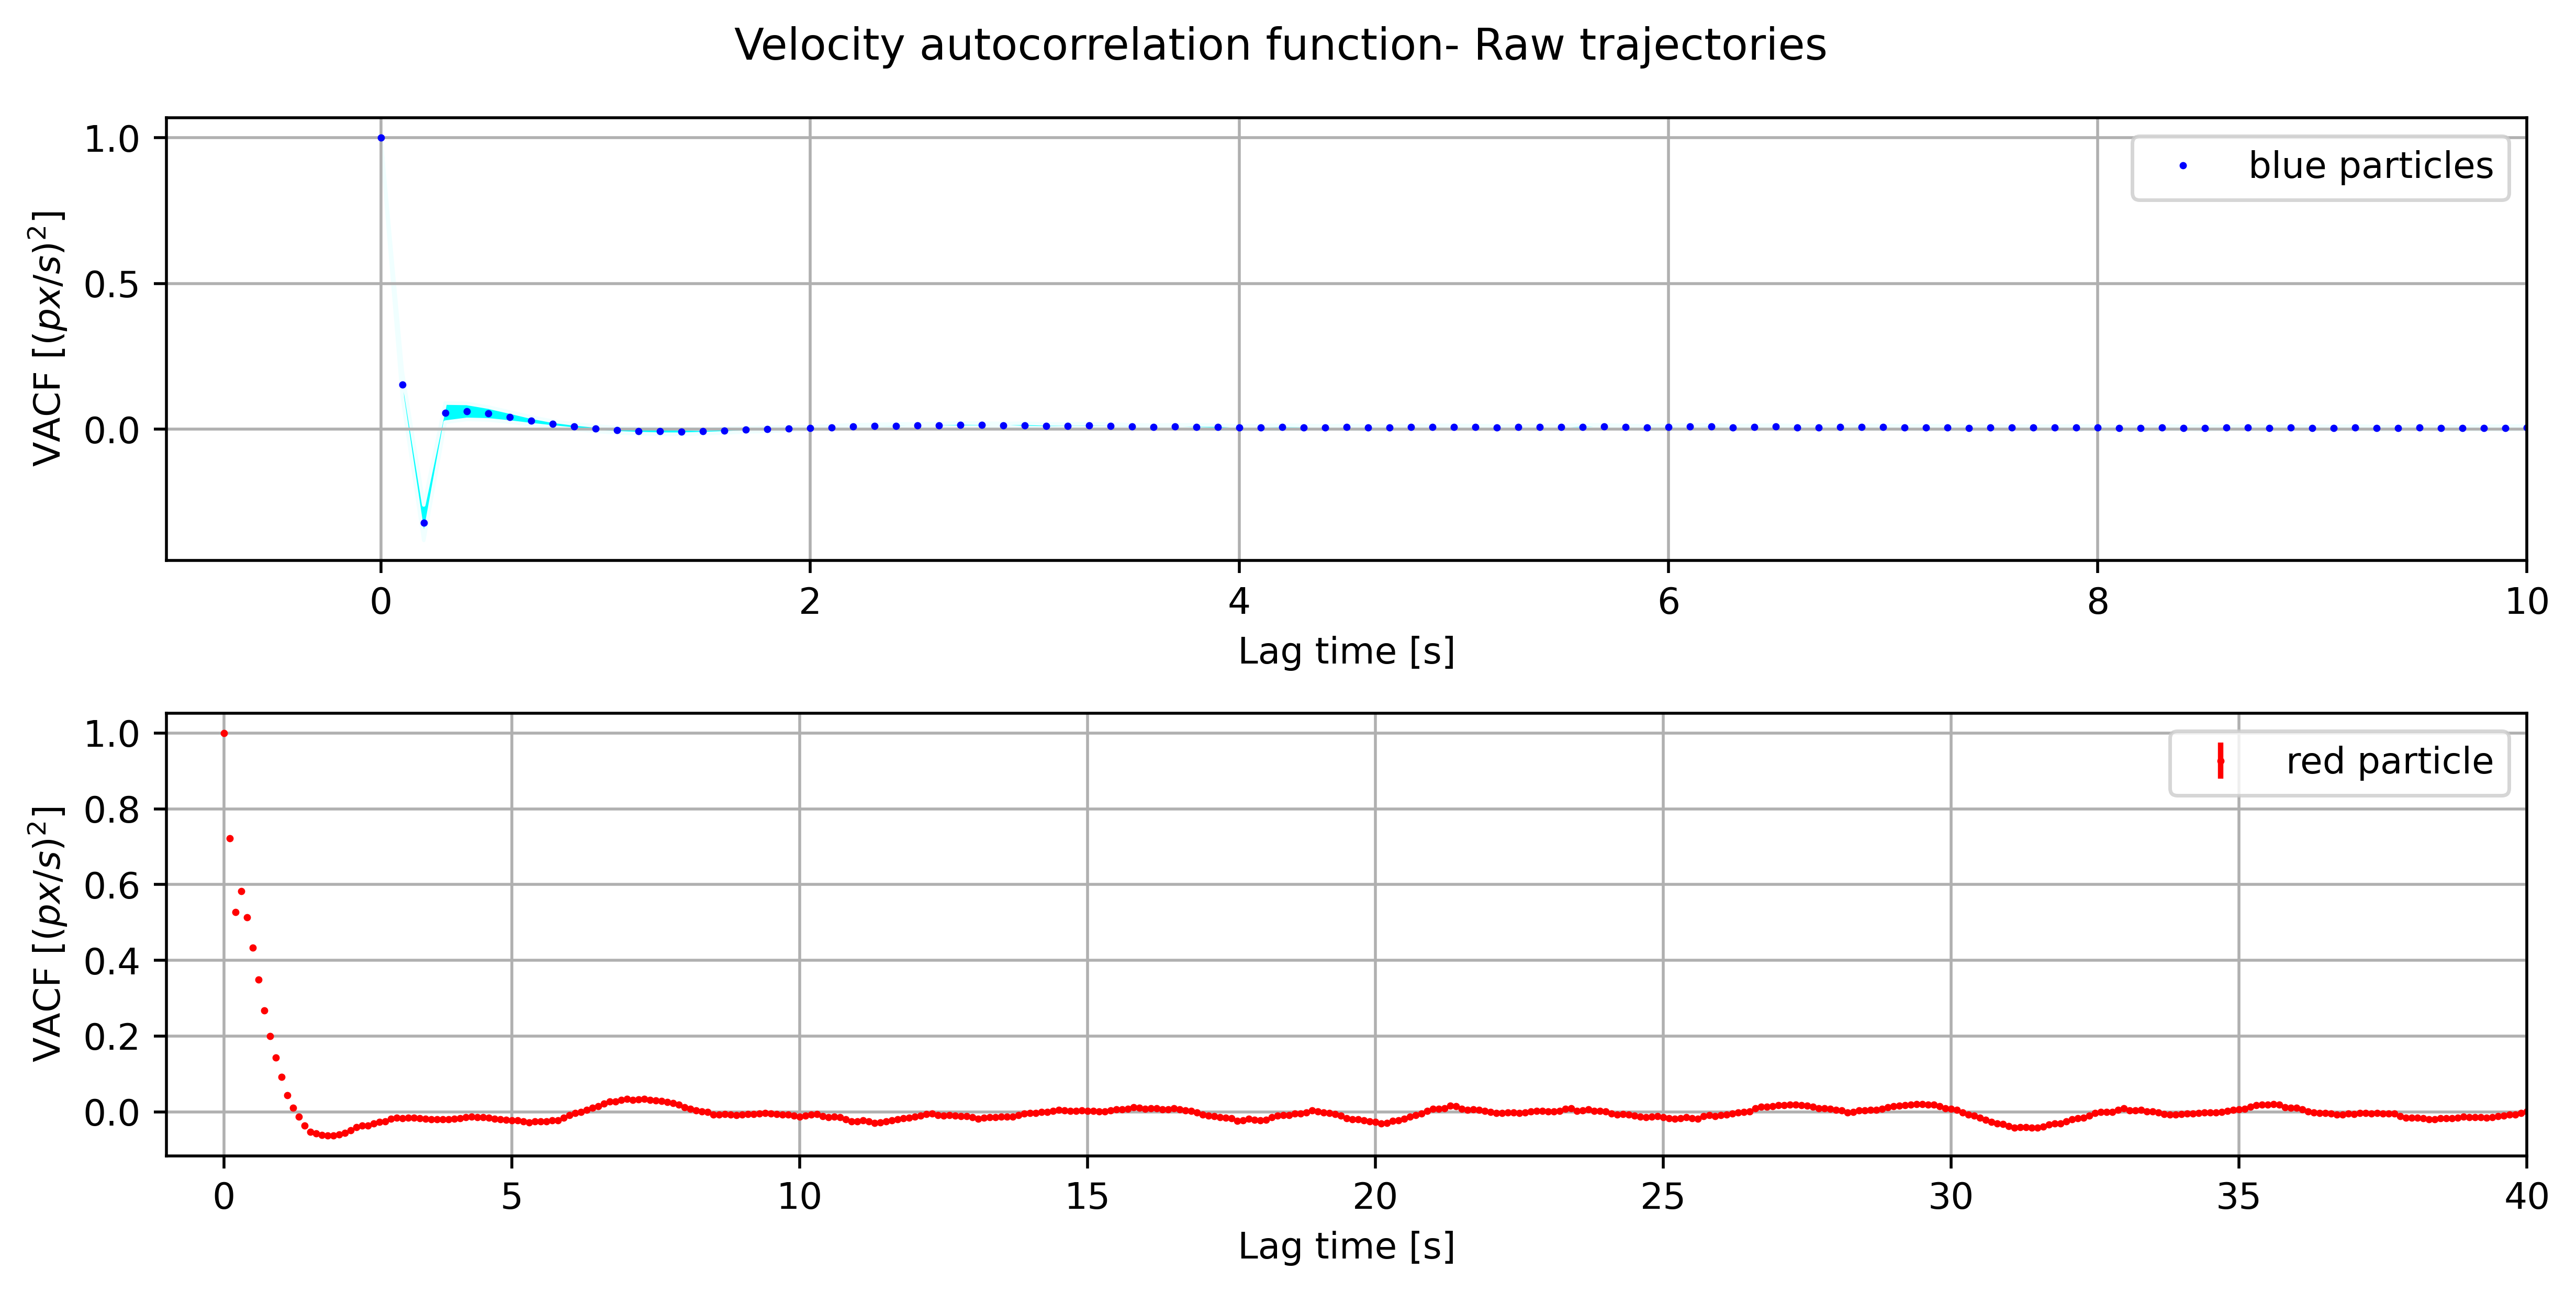 Velocity autocorrelation function- Raw trajectories
VACF [(px/s)²]
1.0
0.5
0.0
blue particles
0 2 4 6 8 10
Lag time [s]
VACF [(px/s)²]
1.0
0.8
0.6
0.4
0.2
0.0
red particle
0 5 10 15 20 25 30 35 40
Lag time [s]